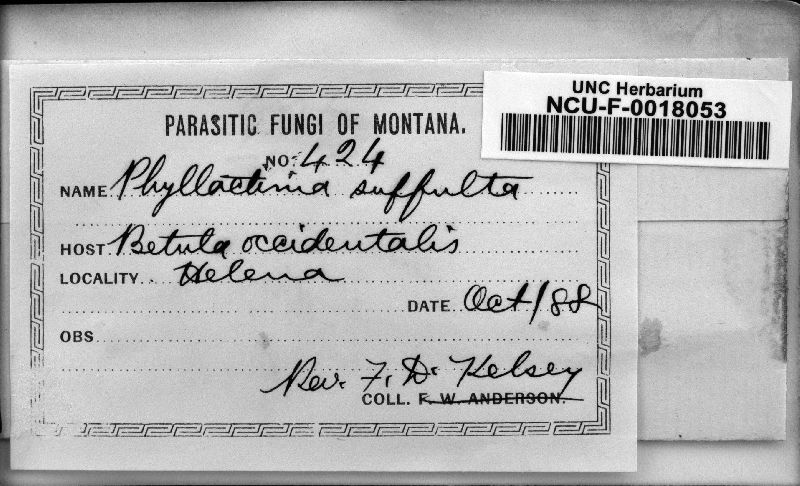 UNC Herbarium
NCU-F-0018053
PARASITIC FUNGI OF MONTANA.
NO. 424
NAME Phyllactinia suffulta
HOST Betula occidentalis
LOCALITY Helena
DATE Oct/88
OBS
Rev. F. D. Kelsey
COLL. F. W. ANDERSON.